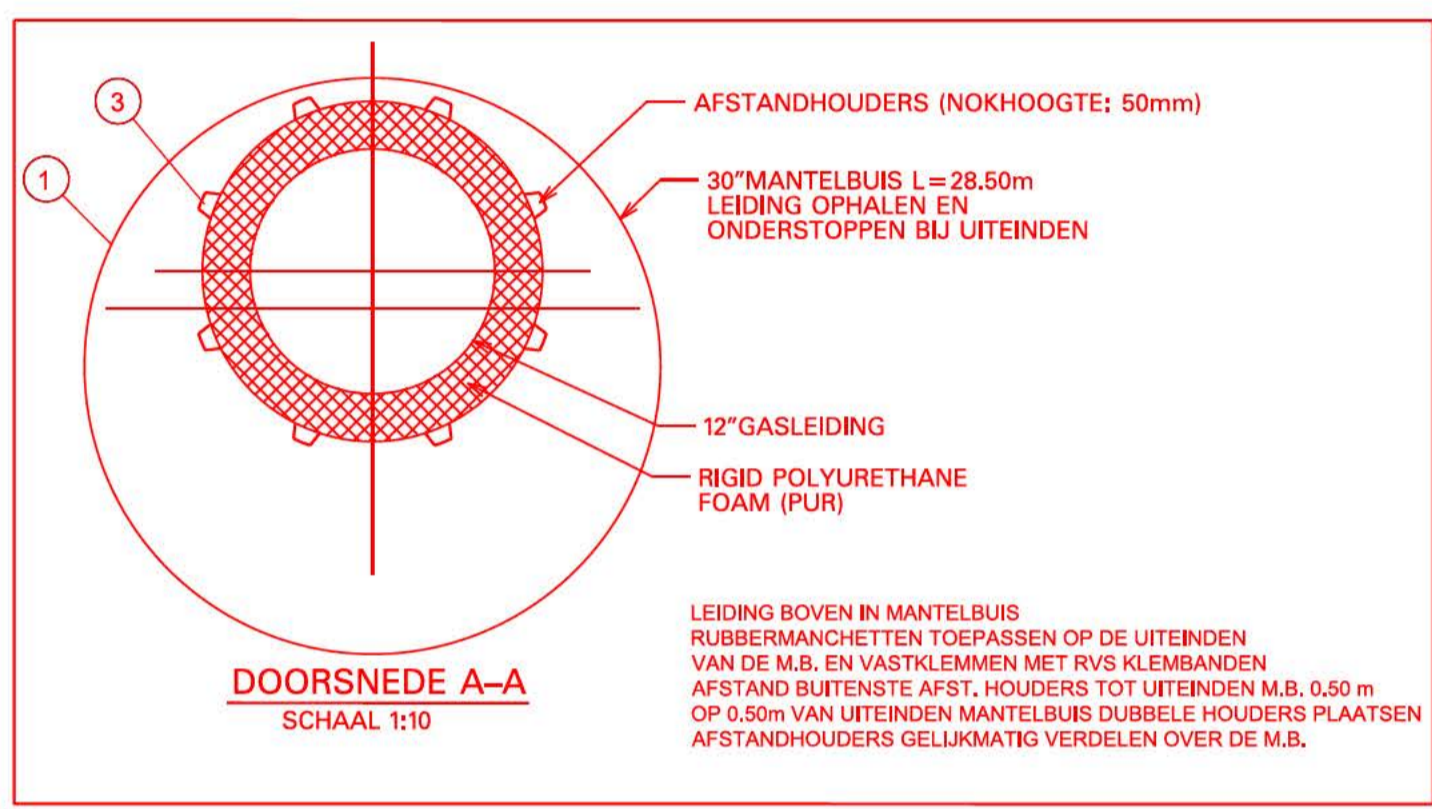 3
1
AFSTANDHOUDERS (NOKHOOGTE: 50mm)
30"MANTELBUIS L=28.50m
LEIDING OPHALEN EN
ONDERSTOPPEN BIJ UITEINDEN
12"GASLEIDING
RIGID POLYURETHANE
FOAM (PUR)
DOORSNEDE A–A
SCHAAL 1:10
LEIDING BOVEN IN MANTELBUIS
RUBBERMANCHETTEN TOEPASSEN OP DE UITEINDEN
VAN DE M.B. EN VASTKLEMMEN MET RVS KLEMBANDEN
AFSTAND BUITENSTE AFST. HOUDERS TOT UITEINDEN M.B. 0.50 m
OP 0.50m VAN UITEINDEN MANTELBUIS DUBBELE HOUDERS PLAATSEN
AFSTANDHOUDERS GELIJKMATIG VERDELEN OVER DE M.B.